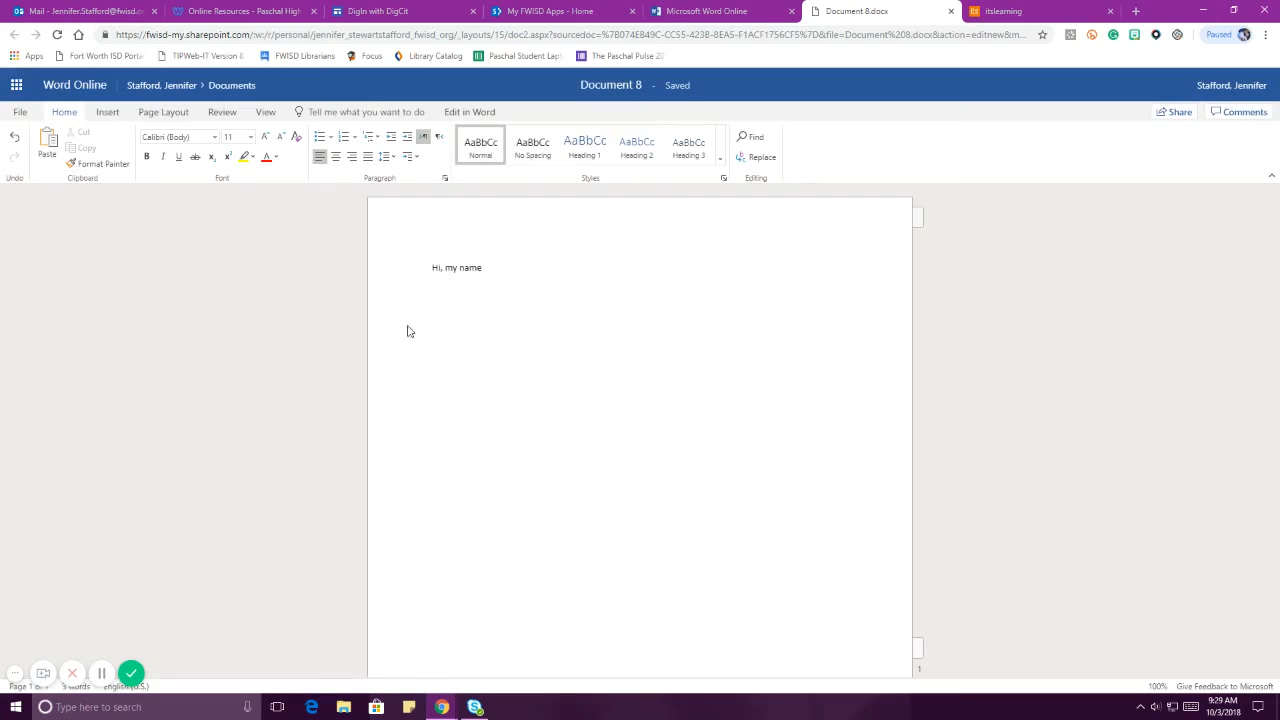 Mail - Jennifer.Stafford@fwisd.o
Online Resources - Paschal High
DigIn with DigCit
My FWISD Apps - Home
Microsoft Word Online
Document 8.docx
itslearning
https://fwisd-my.sharepoint.com/:w:/r/personal/jennifer_stewartstafford_fwisd_org/_layouts/15/doc2.aspx?sourcedoc=%7B074EB49C-CC55-423B-8EA5-F1ACF1756CF5%7D&file=Document%208.docx&action=editnew&m...
Paused
Apps
Fort Worth ISD Porta
TIPWeb-IT Version 8.
FWISD Librarians
Focus
Library Catalog
Paschal Student Lapt
The Paschal Pulse 20
Word Online
Stafford, Jennifer > Documents
Document 8 - Saved
Stafford, Jennifer
File
Home
Insert
Page Layout
Review
View
Tell me what you want to do
Edit in Word
Share
Comments
Paste
Cut
Copy
Format Painter
Calibri (Body)
11
AaBbCc
Normal
AaBbCc
No Spacing
AaBbCc
Heading 1
AaBbCc
Heading 2
AaBbCc
Heading 3
Find
Replace
Undo
Clipboard
Font
Paragraph
Styles
Editing
Hi, my name
1
Page 1 of 1
3 words
English (U.S.)
100%
Give Feedback to Microsoft
Type here to search
9:29 AM
10/3/2018